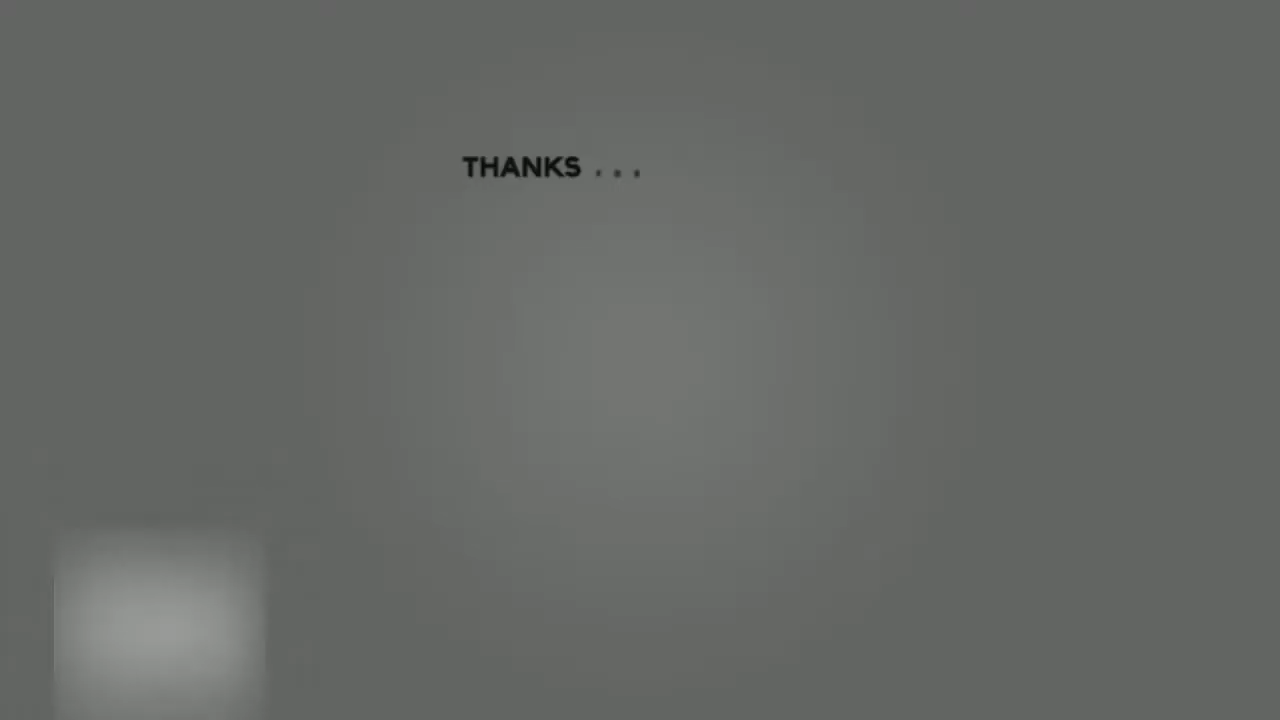 THANKS . . .